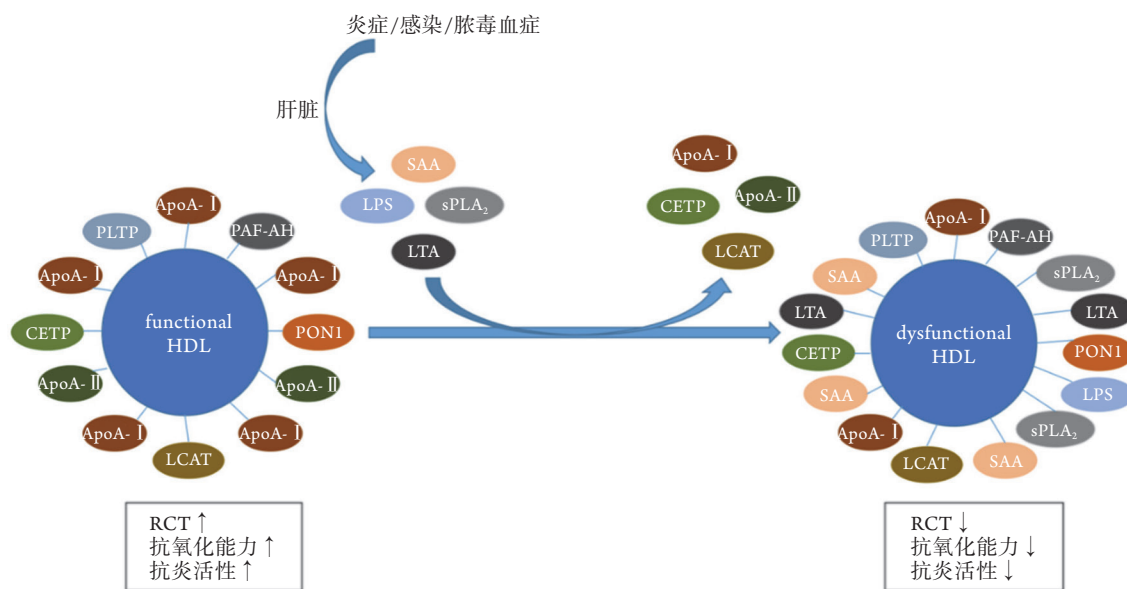 炎症/感染/脓毒血症
肝脏
SAA
LPS
sPLA₂
LTA
ApoA-Ⅰ
CETP
ApoA-Ⅱ
LCAT
ApoA-Ⅰ
PLTP
PAF-AH
ApoA-Ⅰ
ApoA-Ⅰ
CETP
functional
HDL
PON1
ApoA-Ⅱ
ApoA-Ⅱ
ApoA-Ⅰ
ApoA-Ⅰ
LCAT
ApoA-Ⅰ
PLTP
PAF-AH
SAA
sPLA₂
LTA
LTA
CETP
dysfunctional
HDL
PON1
SAA
LPS
ApoA-Ⅰ
sPLA₂
LCAT
SAA
RCT↑
抗氧化能力↑
抗炎活性↑
RCT↓
抗氧化能力↓
抗炎活性↓